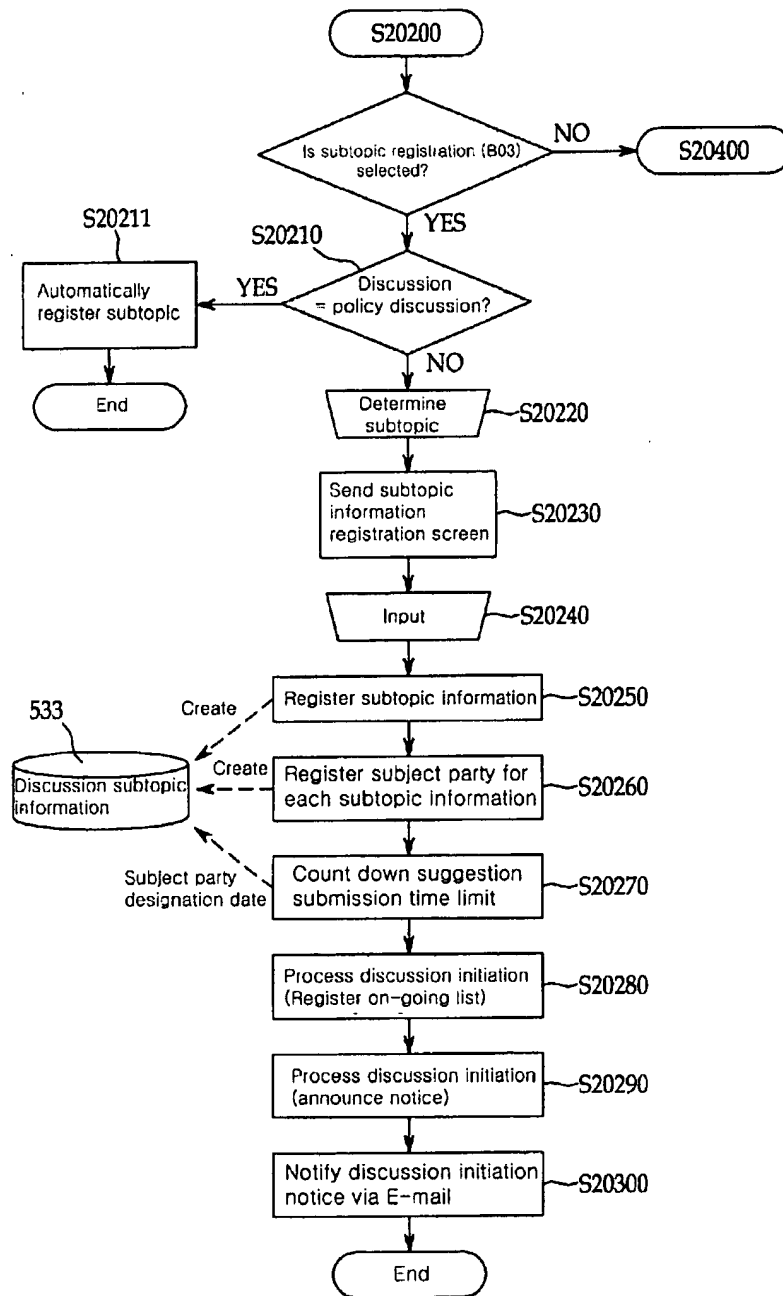 S20200
Is subtopic registration (B03)
selected?
NO
S20400
YES
S20211
S20210
Automatically
register subtopic
YES
Discussion
= policy discussion?
End
NO
Determine
subtopic
S20220
Send subtopic
information
registration screen
S20230
Input
S20240
Register subtopic information
S20250
Create
533
Discussion subtopic
information
Create
Register subject party for
each subtopic information
S20260
Subject party
designation date
Count down suggestion
submission time limit
S20270
Process discussion initiation
(Register on-going list)
S20280
Process discussion initiation
(announce notice)
S20290
Notify discussion initiation
notice via E-mail
S20300
End